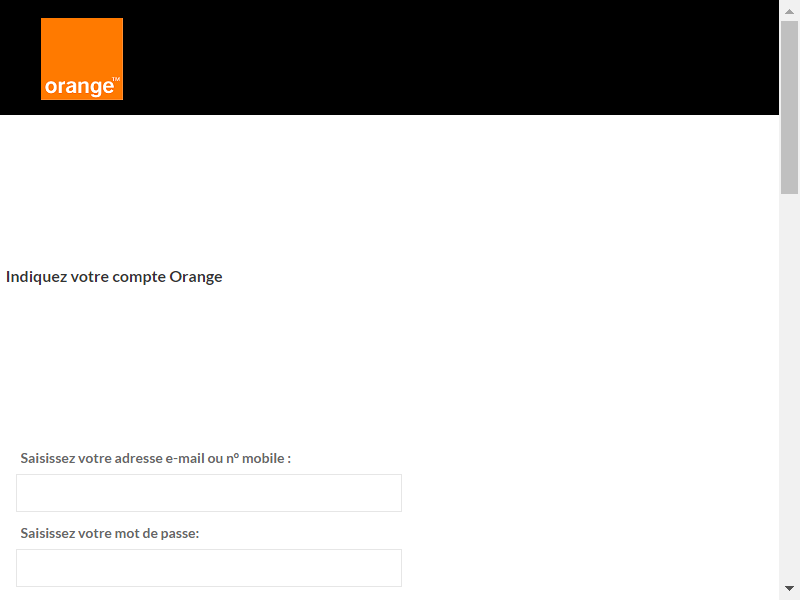 orange™
Indiquez votre compte Orange
Saisissez votre adresse e-mail ou n° mobile :
Saisissez votre mot de passe: